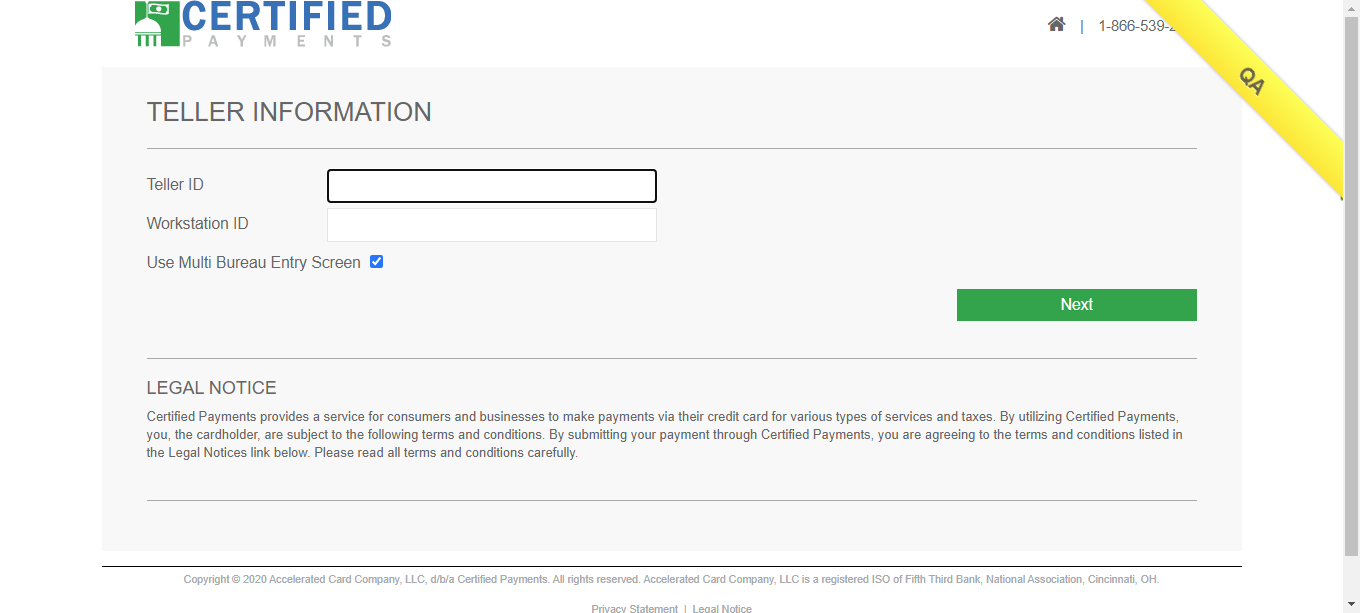 CERTIFIED
PAYMENTS
| 1-866-539-
QA
TELLER INFORMATION
Teller ID
Workstation ID
Use Multi Bureau Entry Screen
Next
LEGAL NOTICE
Certified Payments provides a service for consumers and businesses to make payments via their credit card for various types of services and taxes. By utilizing Certified Payments,
you, the cardholder, are subject to the following terms and conditions. By submitting your payment through Certified Payments, you are agreeing to the terms and conditions listed in
the Legal Notices link below. Please read all terms and conditions carefully.
Copyright © 2020 Accelerated Card Company, LLC, d/b/a Certified Payments. All rights reserved. Accelerated Card Company, LLC is a registered ISO of Fifth Third Bank, National Association, Cincinnati, OH.
Privacy Statement | Legal Notice